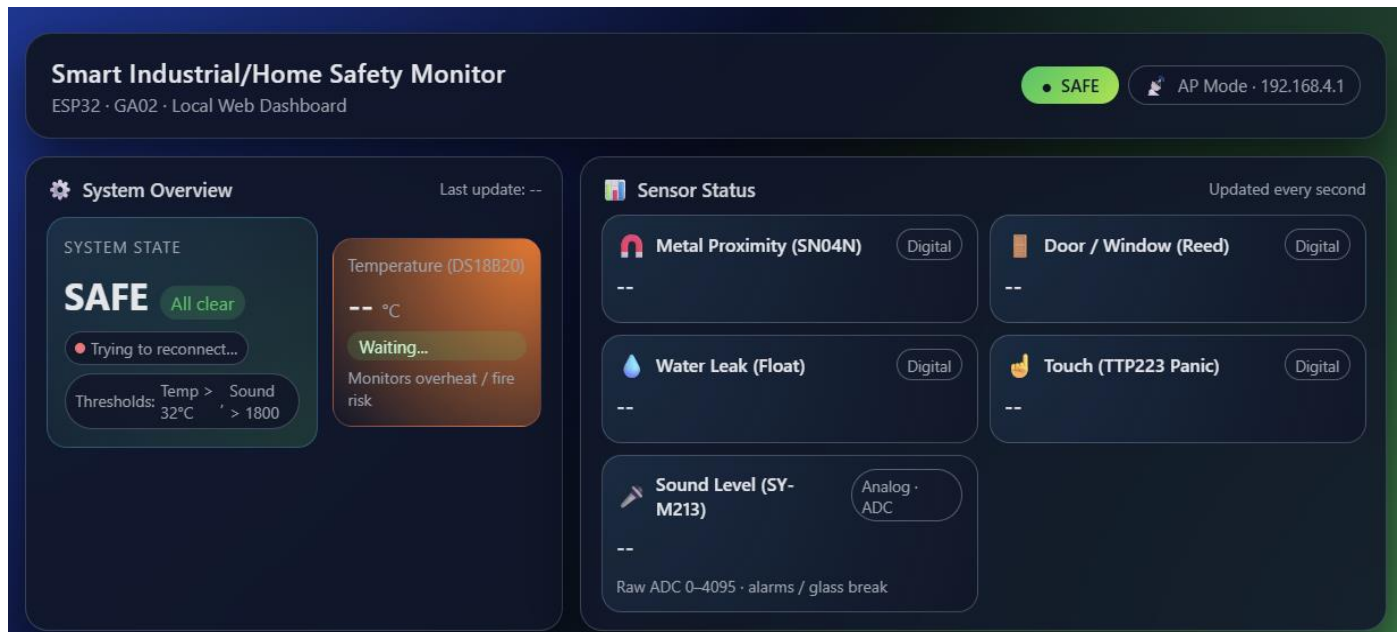 Smart Industrial/Home Safety Monitor
ESP32 · GA02 · Local Web Dashboard
● SAFE
AP Mode · 192.168.4.1
System Overview
Last update: --
SYSTEM STATE
SAFE All clear
Trying to reconnect...
Thresholds: Temp > 32°C , Sound > 1800
Temperature (DS18B20)
-- °C
Waiting...
Monitors overheat / fire
risk
Sensor Status
Updated every second
Metal Proximity (SN04N)
Digital
--
Door / Window (Reed)
Digital
--
Water Leak (Float)
Digital
--
Touch (TTP223 Panic)
Digital
--
Sound Level (SY-
M213)
Analog ·
ADC
--
Raw ADC 0–4095 · alarms / glass break